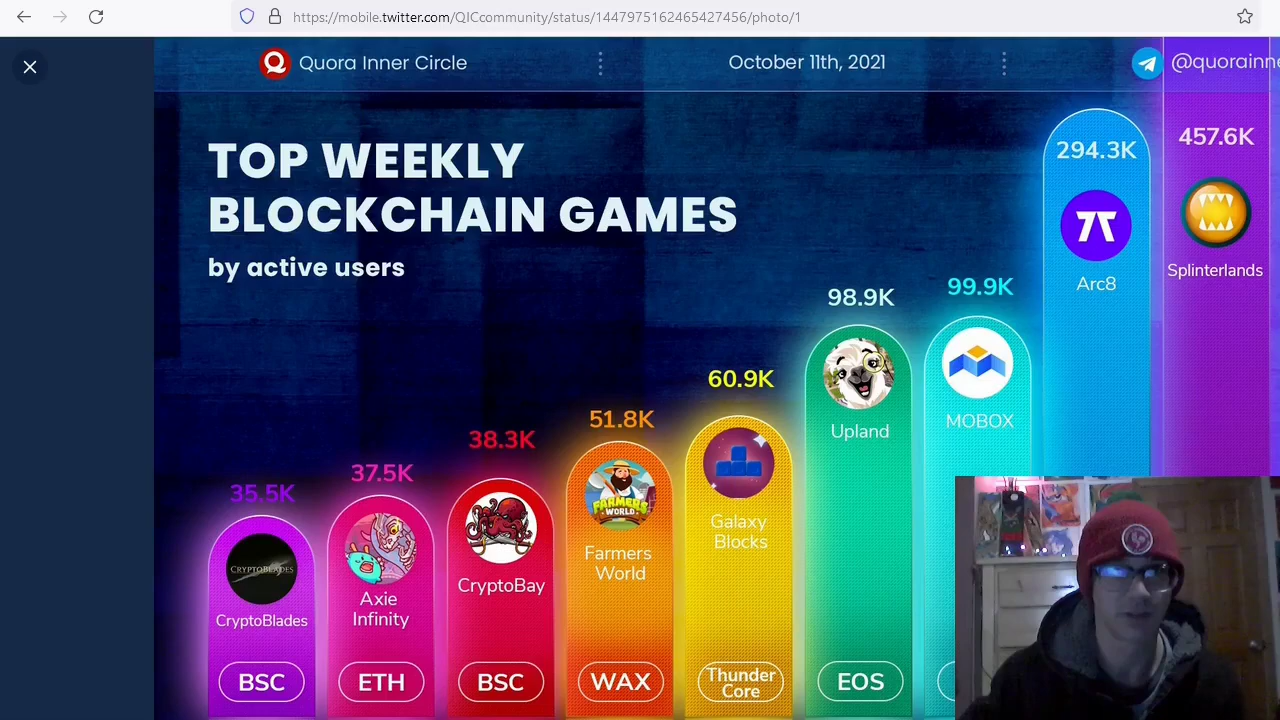 https://mobile.twitter.com/QICcommunity/status/1447975162465427456/photo/1
Quora Inner Circle
October 11th, 2021
@quorainne
TOP WEEKLY
BLOCKCHAIN GAMES
by active users
457.6K
Splinterlands
294.3K
Arc8
99.9K
MOBOX
98.9K
Upland
60.9K
Galaxy
Blocks
51.8K
FARMERS
WORLD
Farmers
World
38.3K
CryptoBay
37.5K
Axie
Infinity
35.5K
CRYPTOBLADES
CryptoBlades
BSC
ETH
BSC
WAX
Thunder
Core
EOS